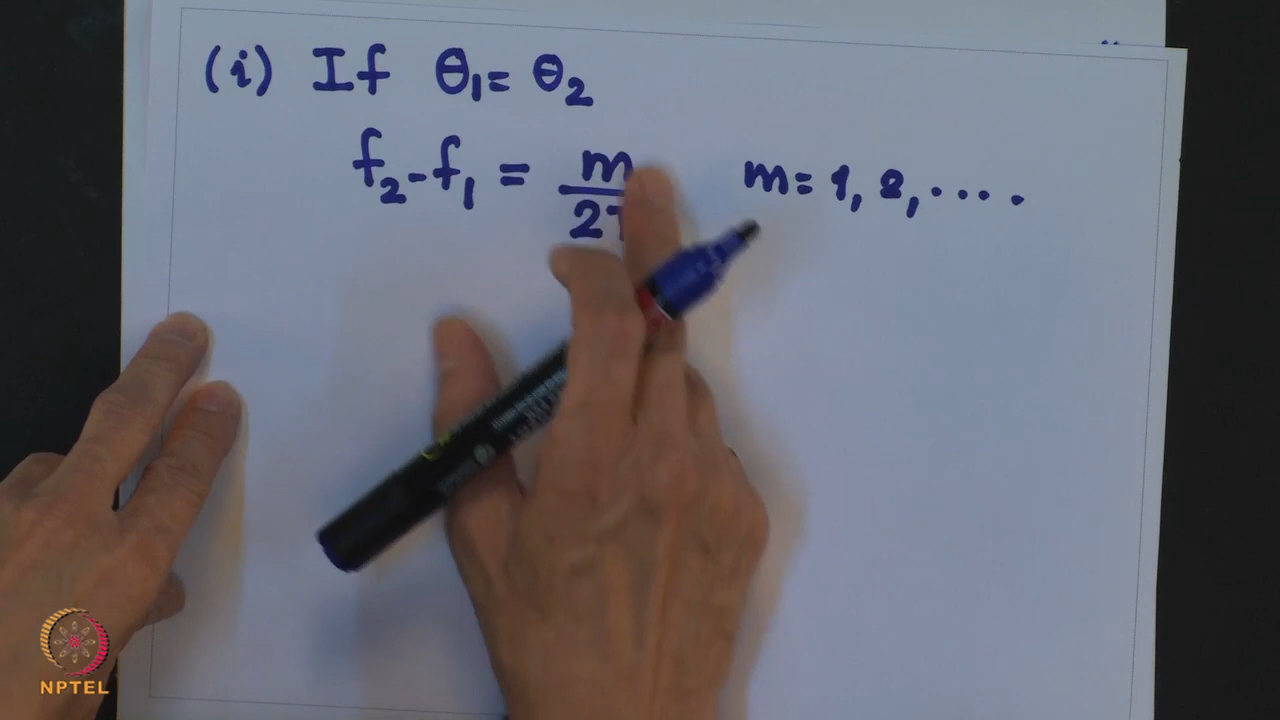 (i) If θ₁ = θ₂
f₂ - f₁ = m/2 m = 1, 2, ....
NPTEL